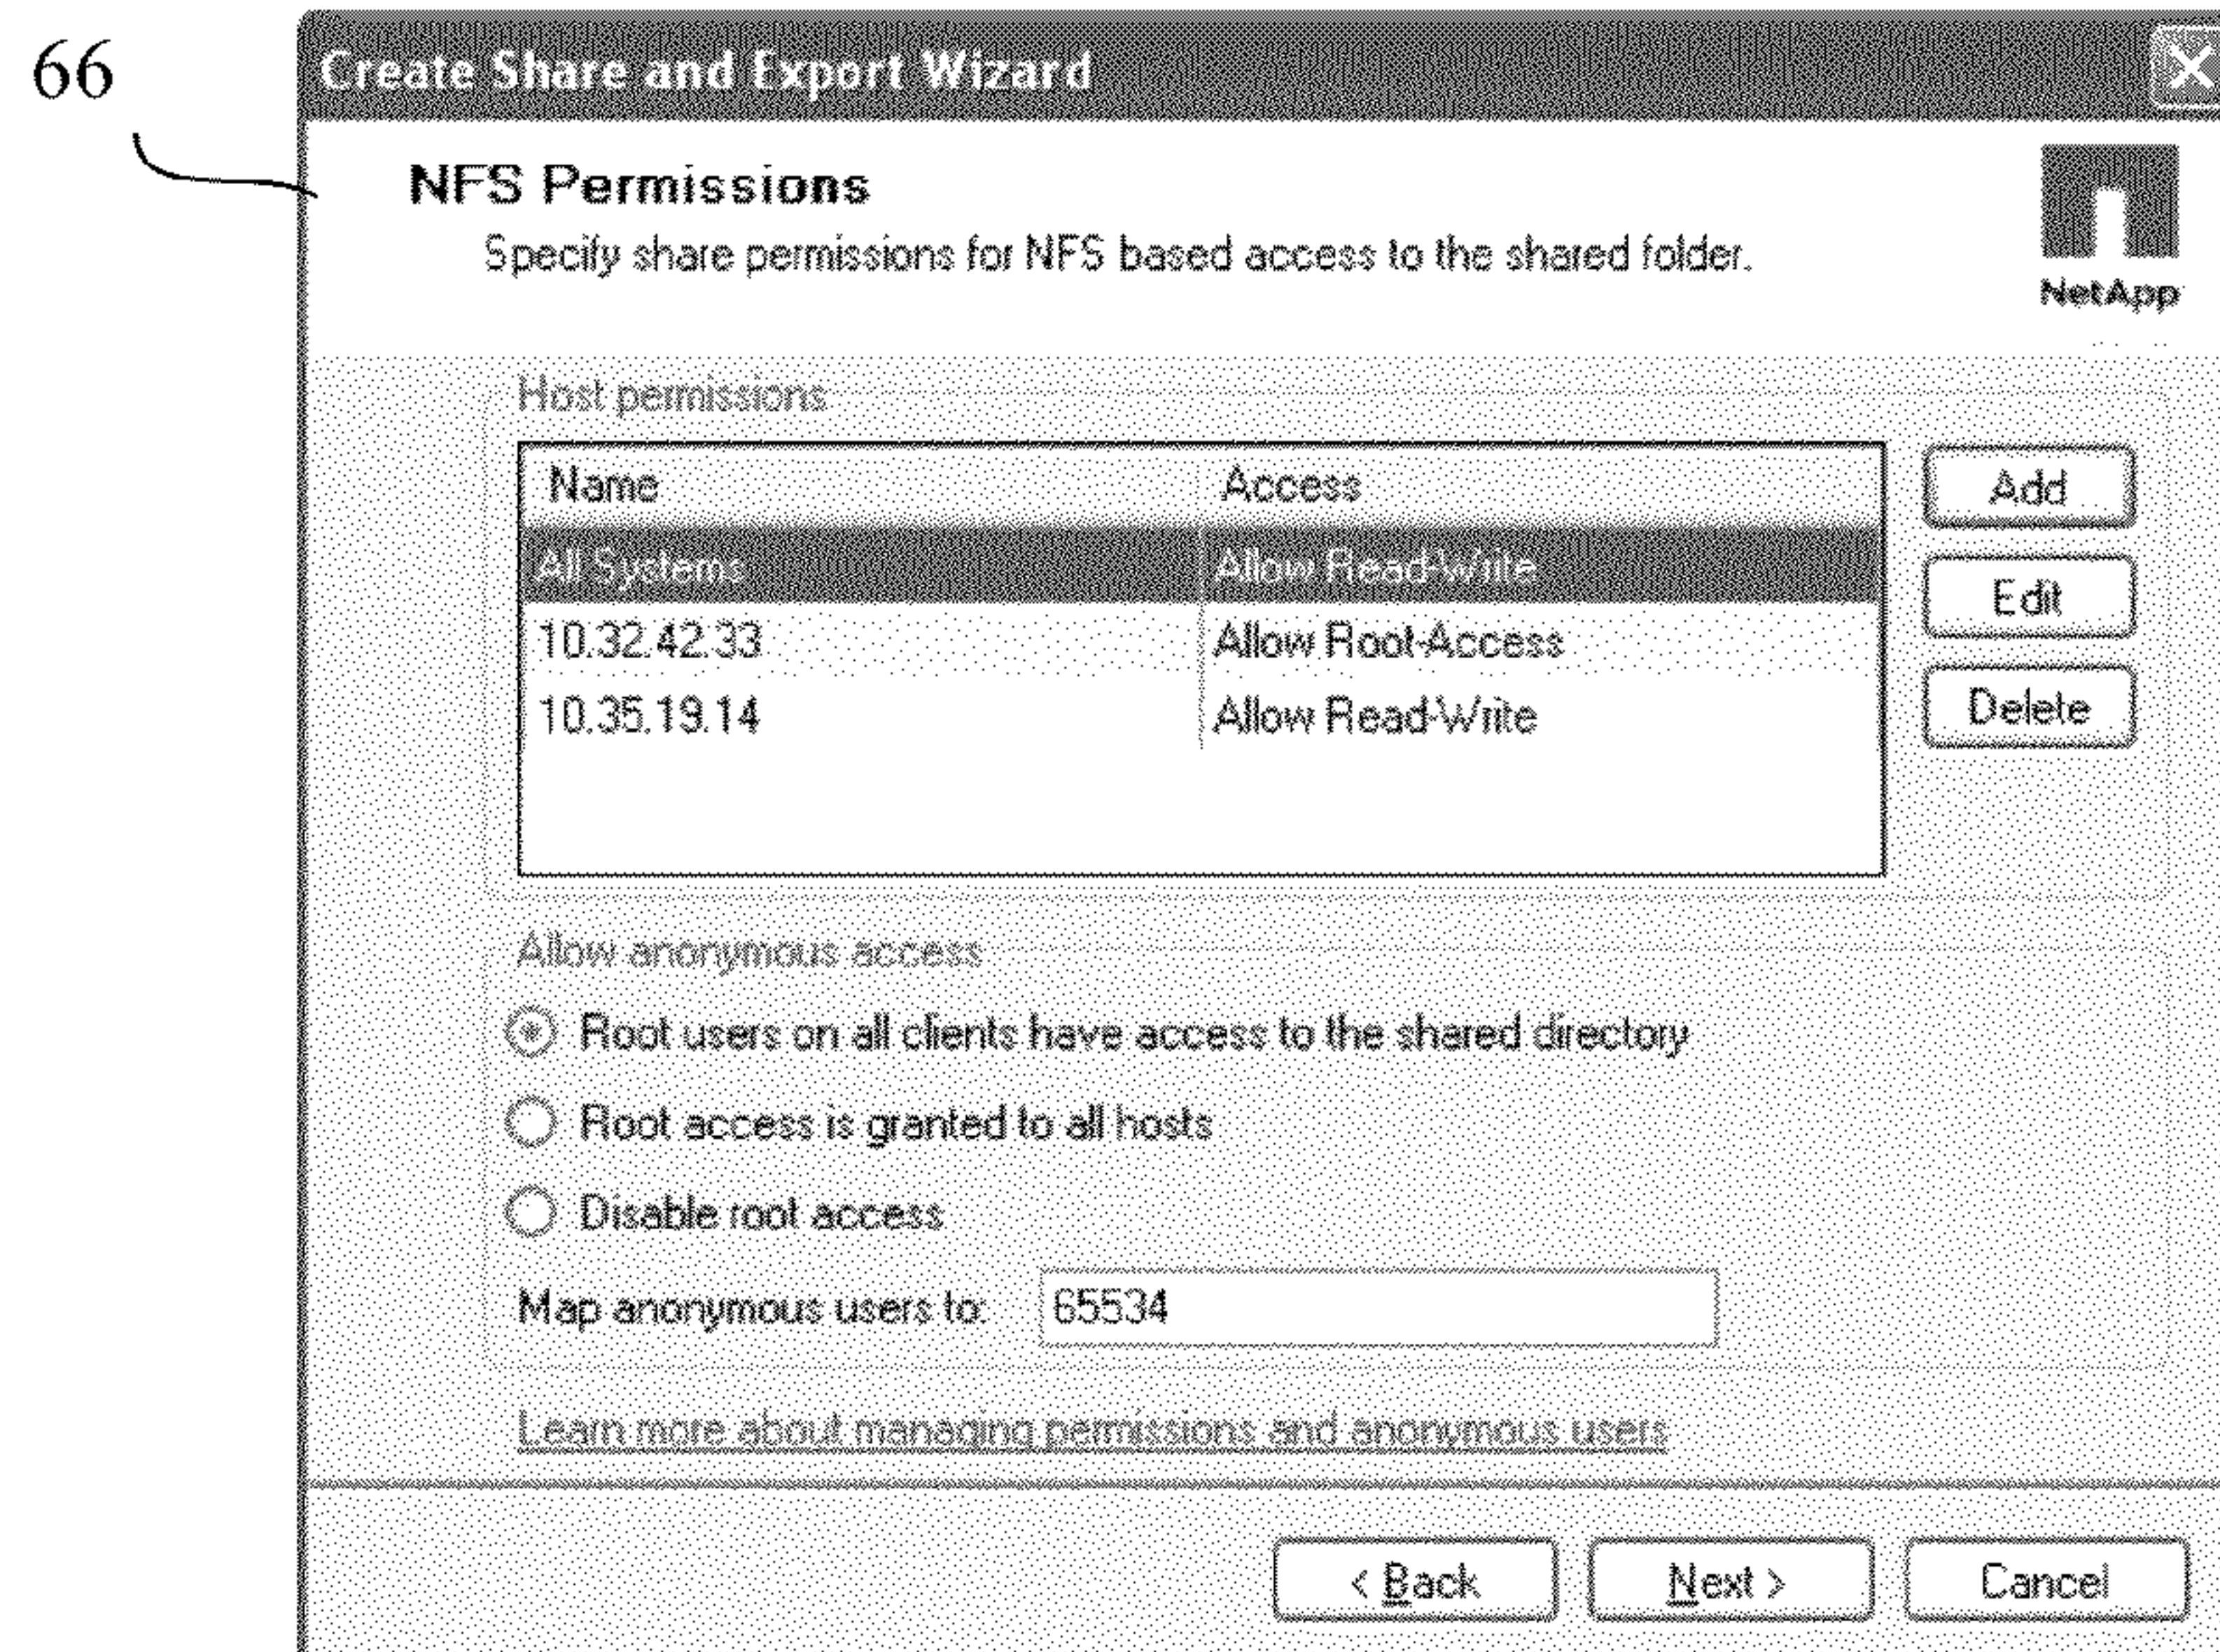 66
Create Share and Export Wizard
NFS Permissions
Specify share permissions for NFS based access to the shared folder.
NetApp
Host permissions
Name Access
All Systems Allow Read-Write
10.32.42.33 Allow Root-Access
10.35.19.14 Allow Read-Write
Add
Edit
Delete
Allow anonymous access
Root users on all clients have access to the shared directory
Root access is granted to all hosts
Disable root access
Map anonymous users to: 65534
Learn more about managing permissions and anonymous users
< Back Next > Cancel